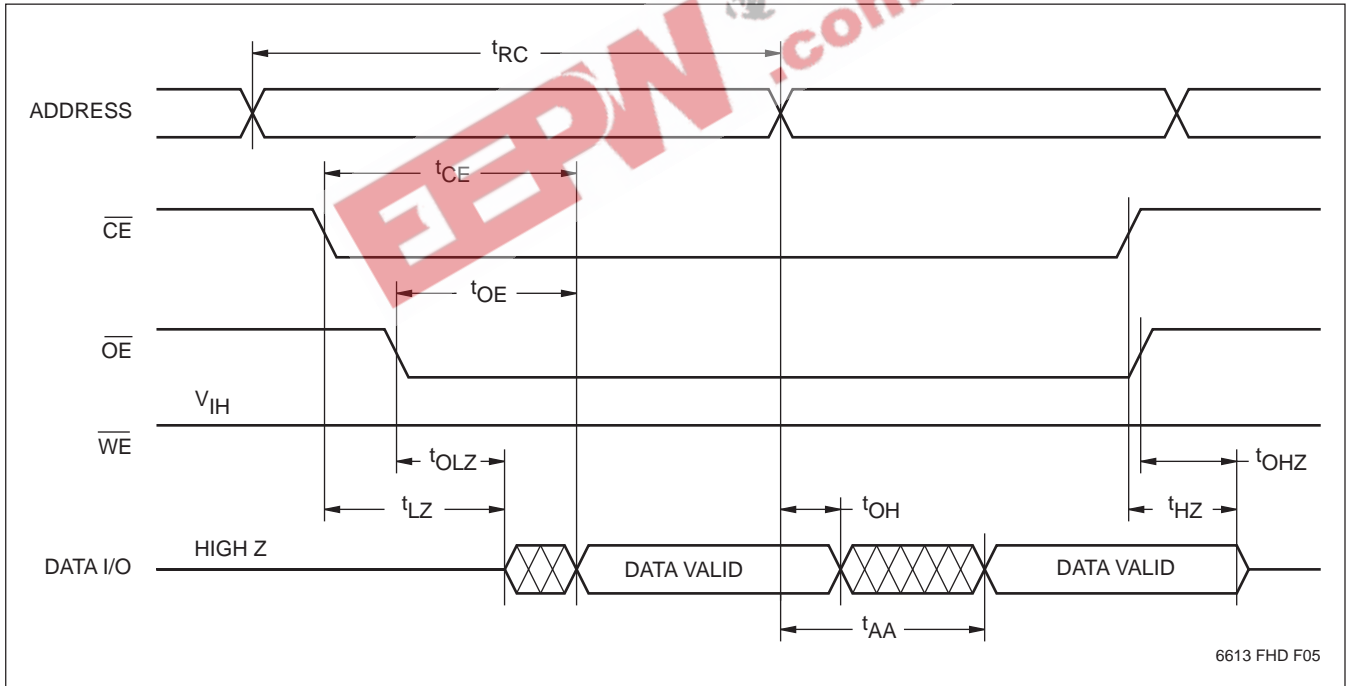 EEPW.com
tRC
ADDRESS
tCE
CE
tOE
OE
VIH
WE
tOLZ
tOHZ
tLZ
tOH
tHZ
HIGH Z
DATA I/O
DATA VALID
DATA VALID
tAA
6613 FHD F05